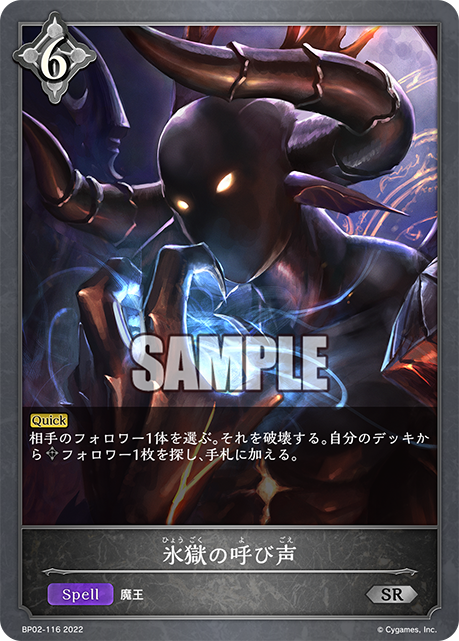 6
SAMPLE
Quick
相手のフォロワー1体を選ぶ。それを破壊する。自分のデッキか
ら フォロワー1枚を探し、手札に加える。
ひょう ごく よ ごえ
氷獄の呼び声
Spell 魔王 SR
BP02-116 2022 © Cygames, Inc.